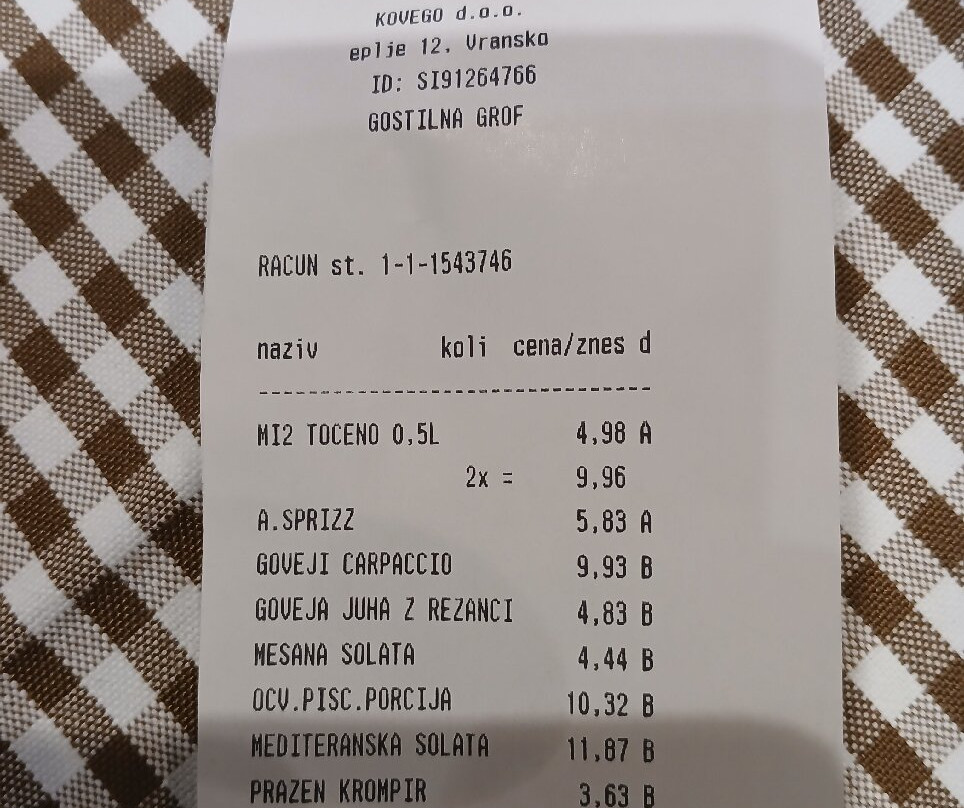 KOVEGO d.o.o.
eplje 12, Vransko
ID: SI91264766
GOSTILNA GROF
RACUN st. 1-1-1543746
naziv koli cena/znes d
--------------------------------
MI2 TOCENO 0,5L 4,98 A
2x = 9,96
A.SPRIZZ 5,83 A
GOVEJI CARPACCIO 9,93 B
GOVEJA JUHA Z REZANCI 4,83 B
MESANA SOLATA 4,44 B
OCV.PISC.PORCIJA 10,32 B
MEDITERANSKA SOLATA 11,87 B
PRAZEN KROMPIR 3,63 B